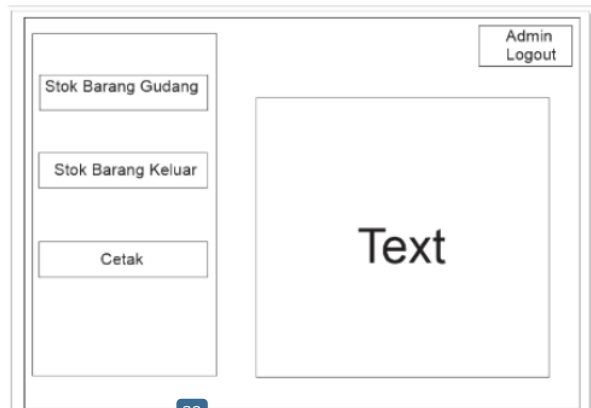 Admin
Logout
Stok Barang Gudang
Stok Barang Keluar
Cetak
Text